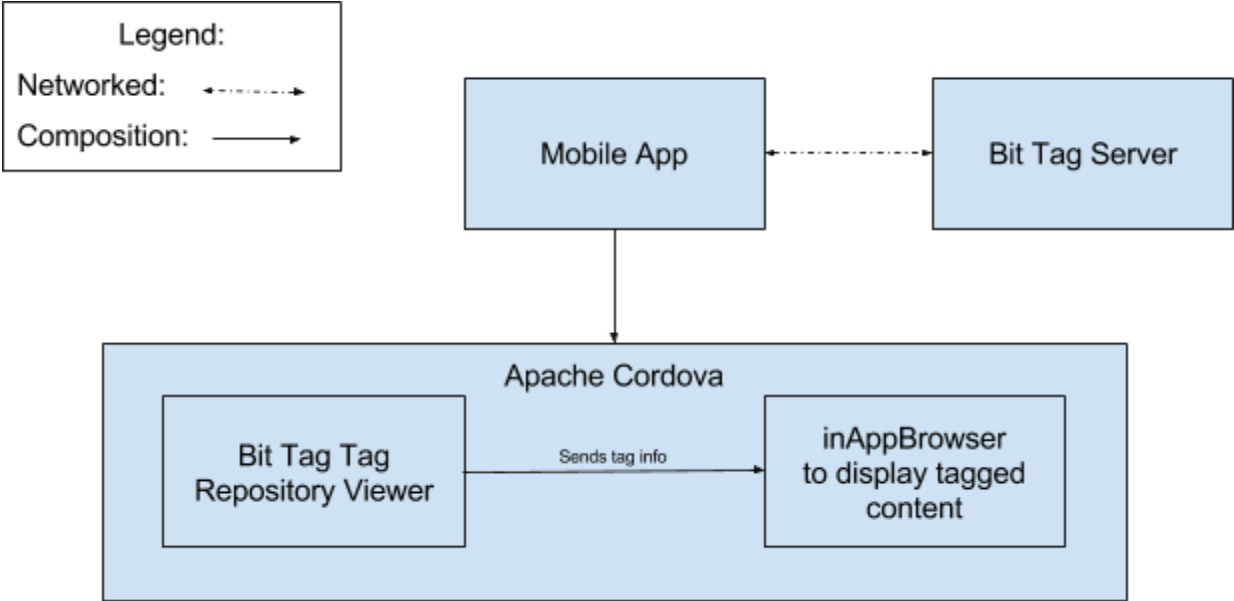 Legend:
Networked:
Composition:
Mobile App
Bit Tag Server
Apache Cordova
Bit Tag Tag
Repository Viewer
Sends tag info
inAppBrowser
to display tagged
content